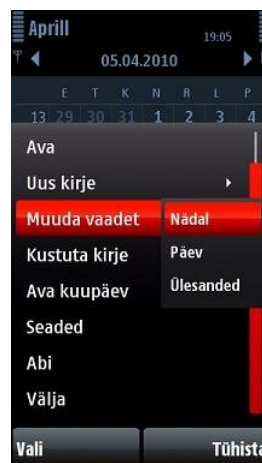 Aprill 19:05
05.04.2010
E T K N R L P
13 29 30 31 1 2 3 4
Ava
Uus kirje
Muuda vaadet Nädal
Kustuta kirje Päev
Ava kuupäev Ülesanded
Seaded
Abi
Välja
Vali Tühista